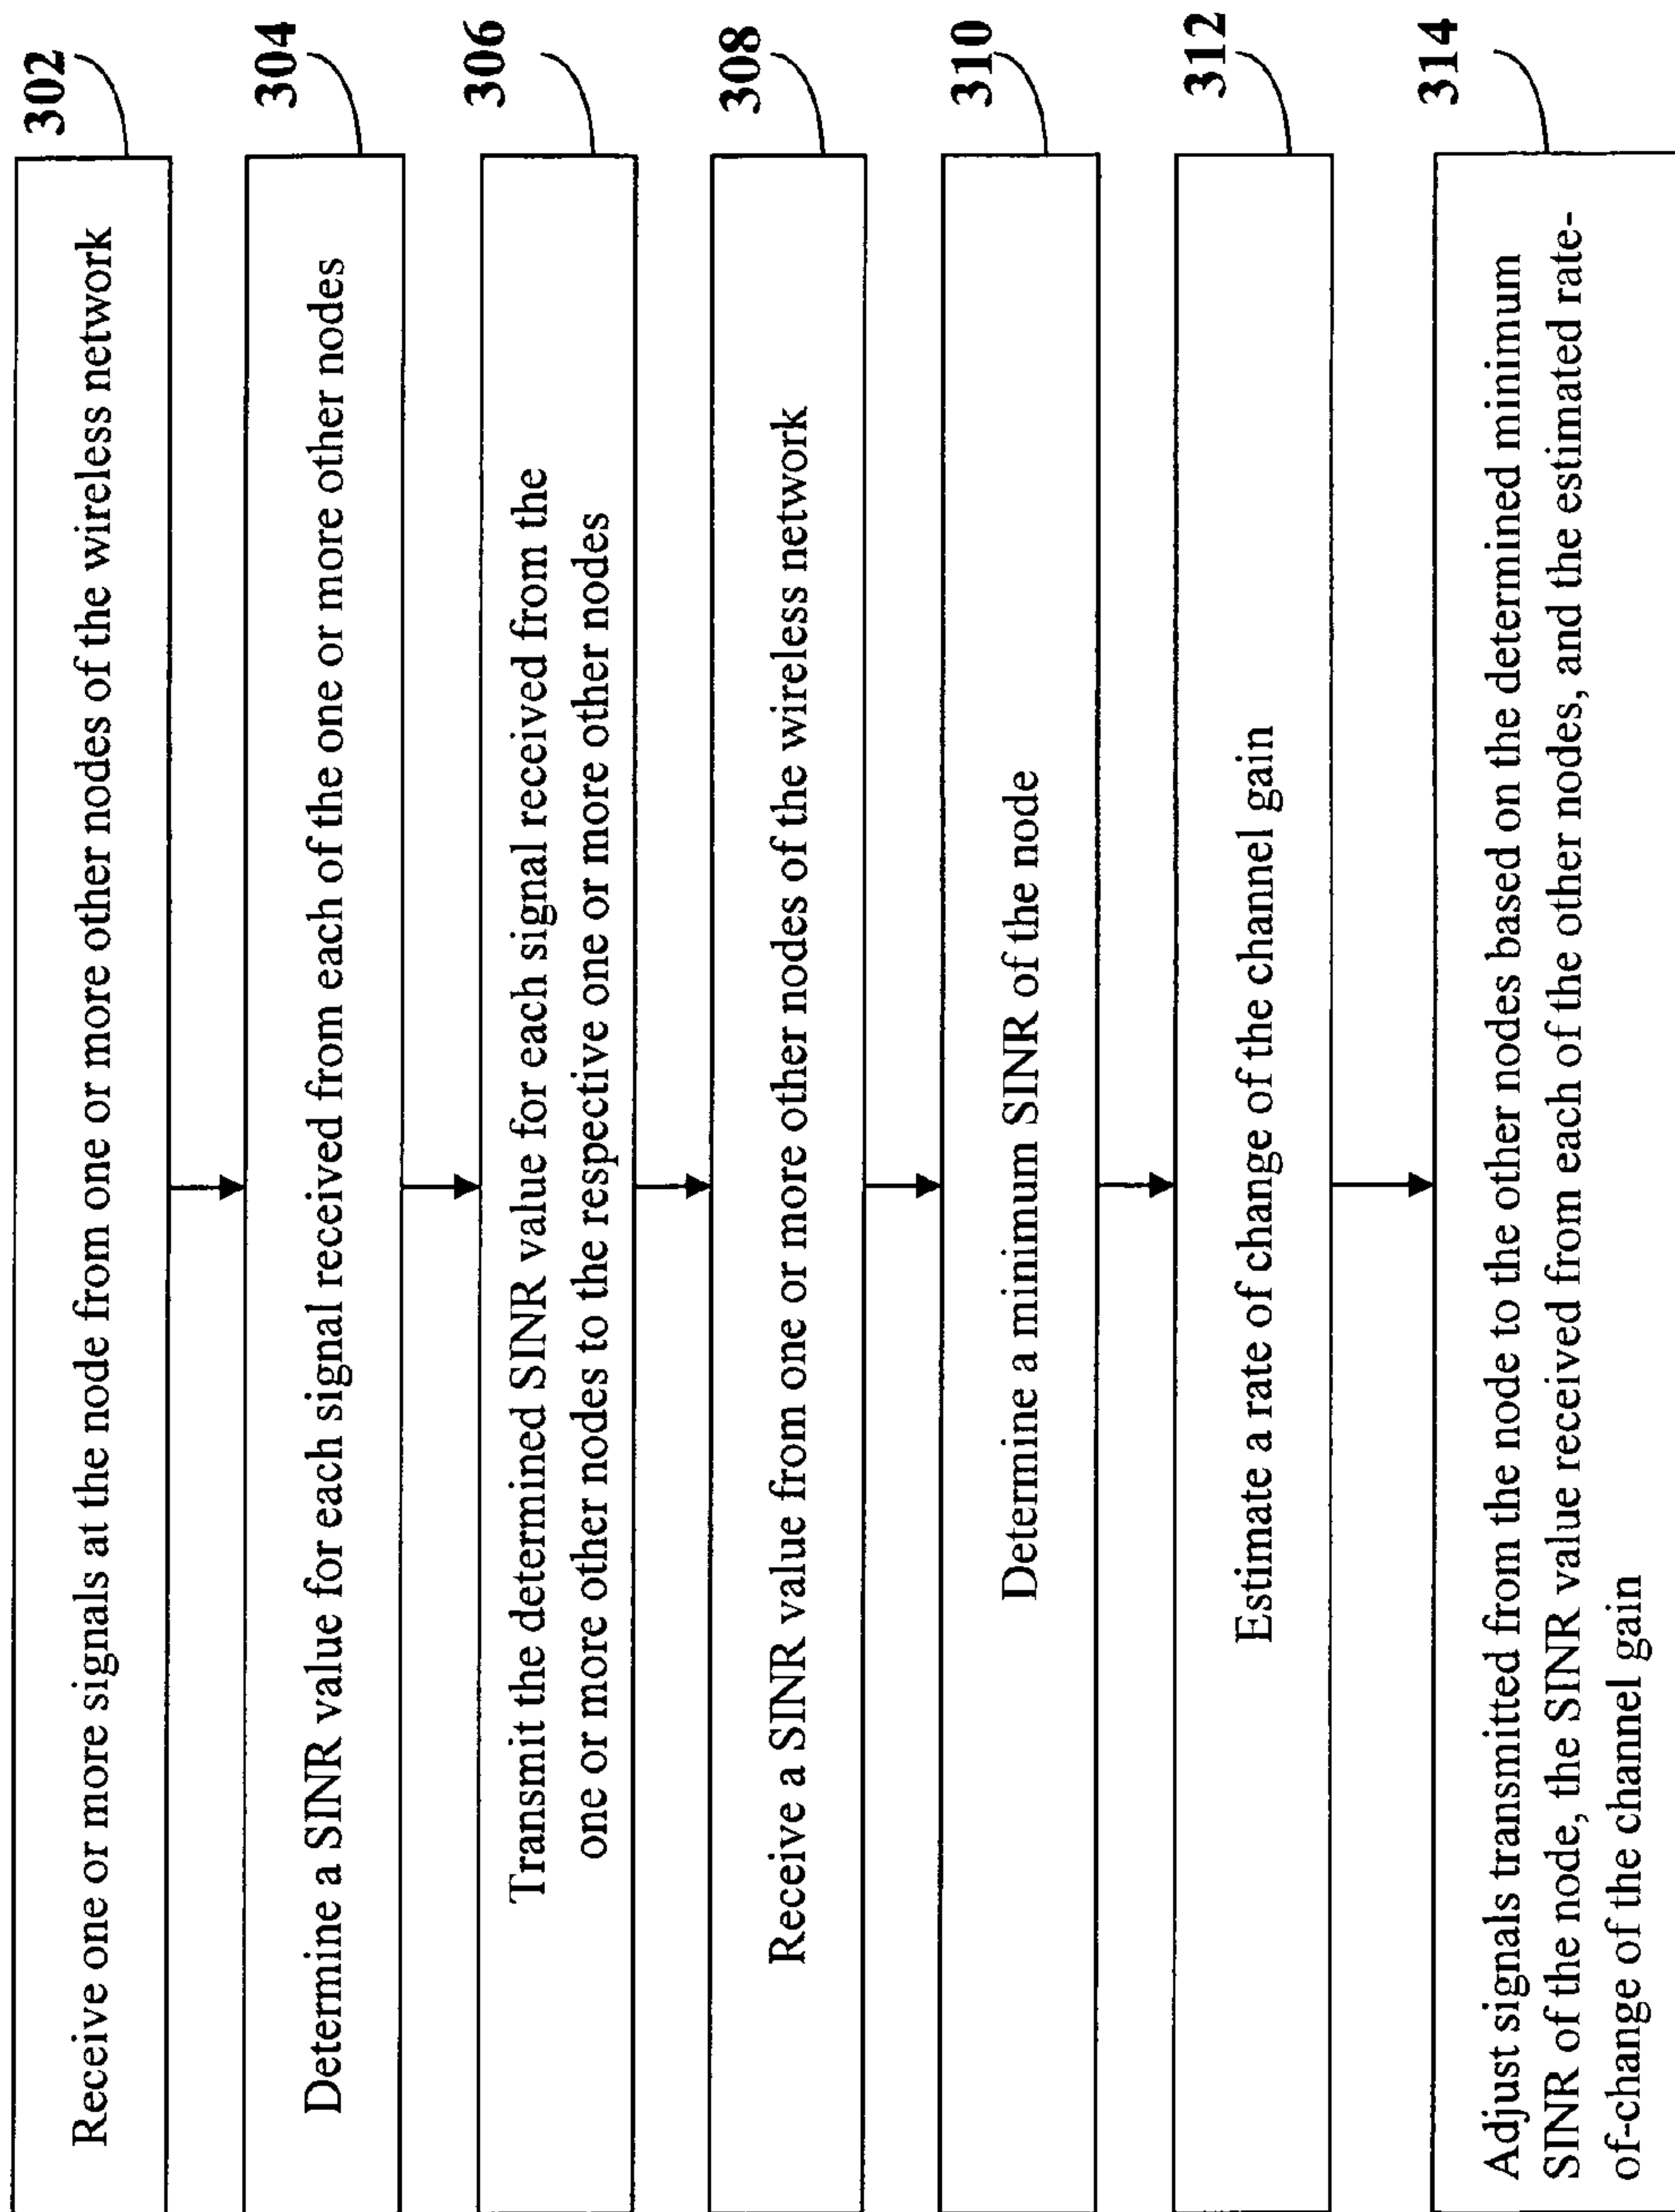 302
Receive one or more signals at the node from one or more other nodes of the wireless network
304
Determine a SINR value for each signal received from each of the one or more other nodes
306
Transmit the determined SINR value for each signal received from the
one or more other nodes to the respective one or more other nodes
308
Receive a SINR value from one or more other nodes of the wireless network
310
Determine a minimum SINR of the node
312
Estimate a rate of change of the channel gain
314
Adjust signals transmitted from the node to the other nodes based on the determined minimum
SINR of the node, the SINR value received from each of the other nodes, and the estimated rate-
of-change of the channel gain